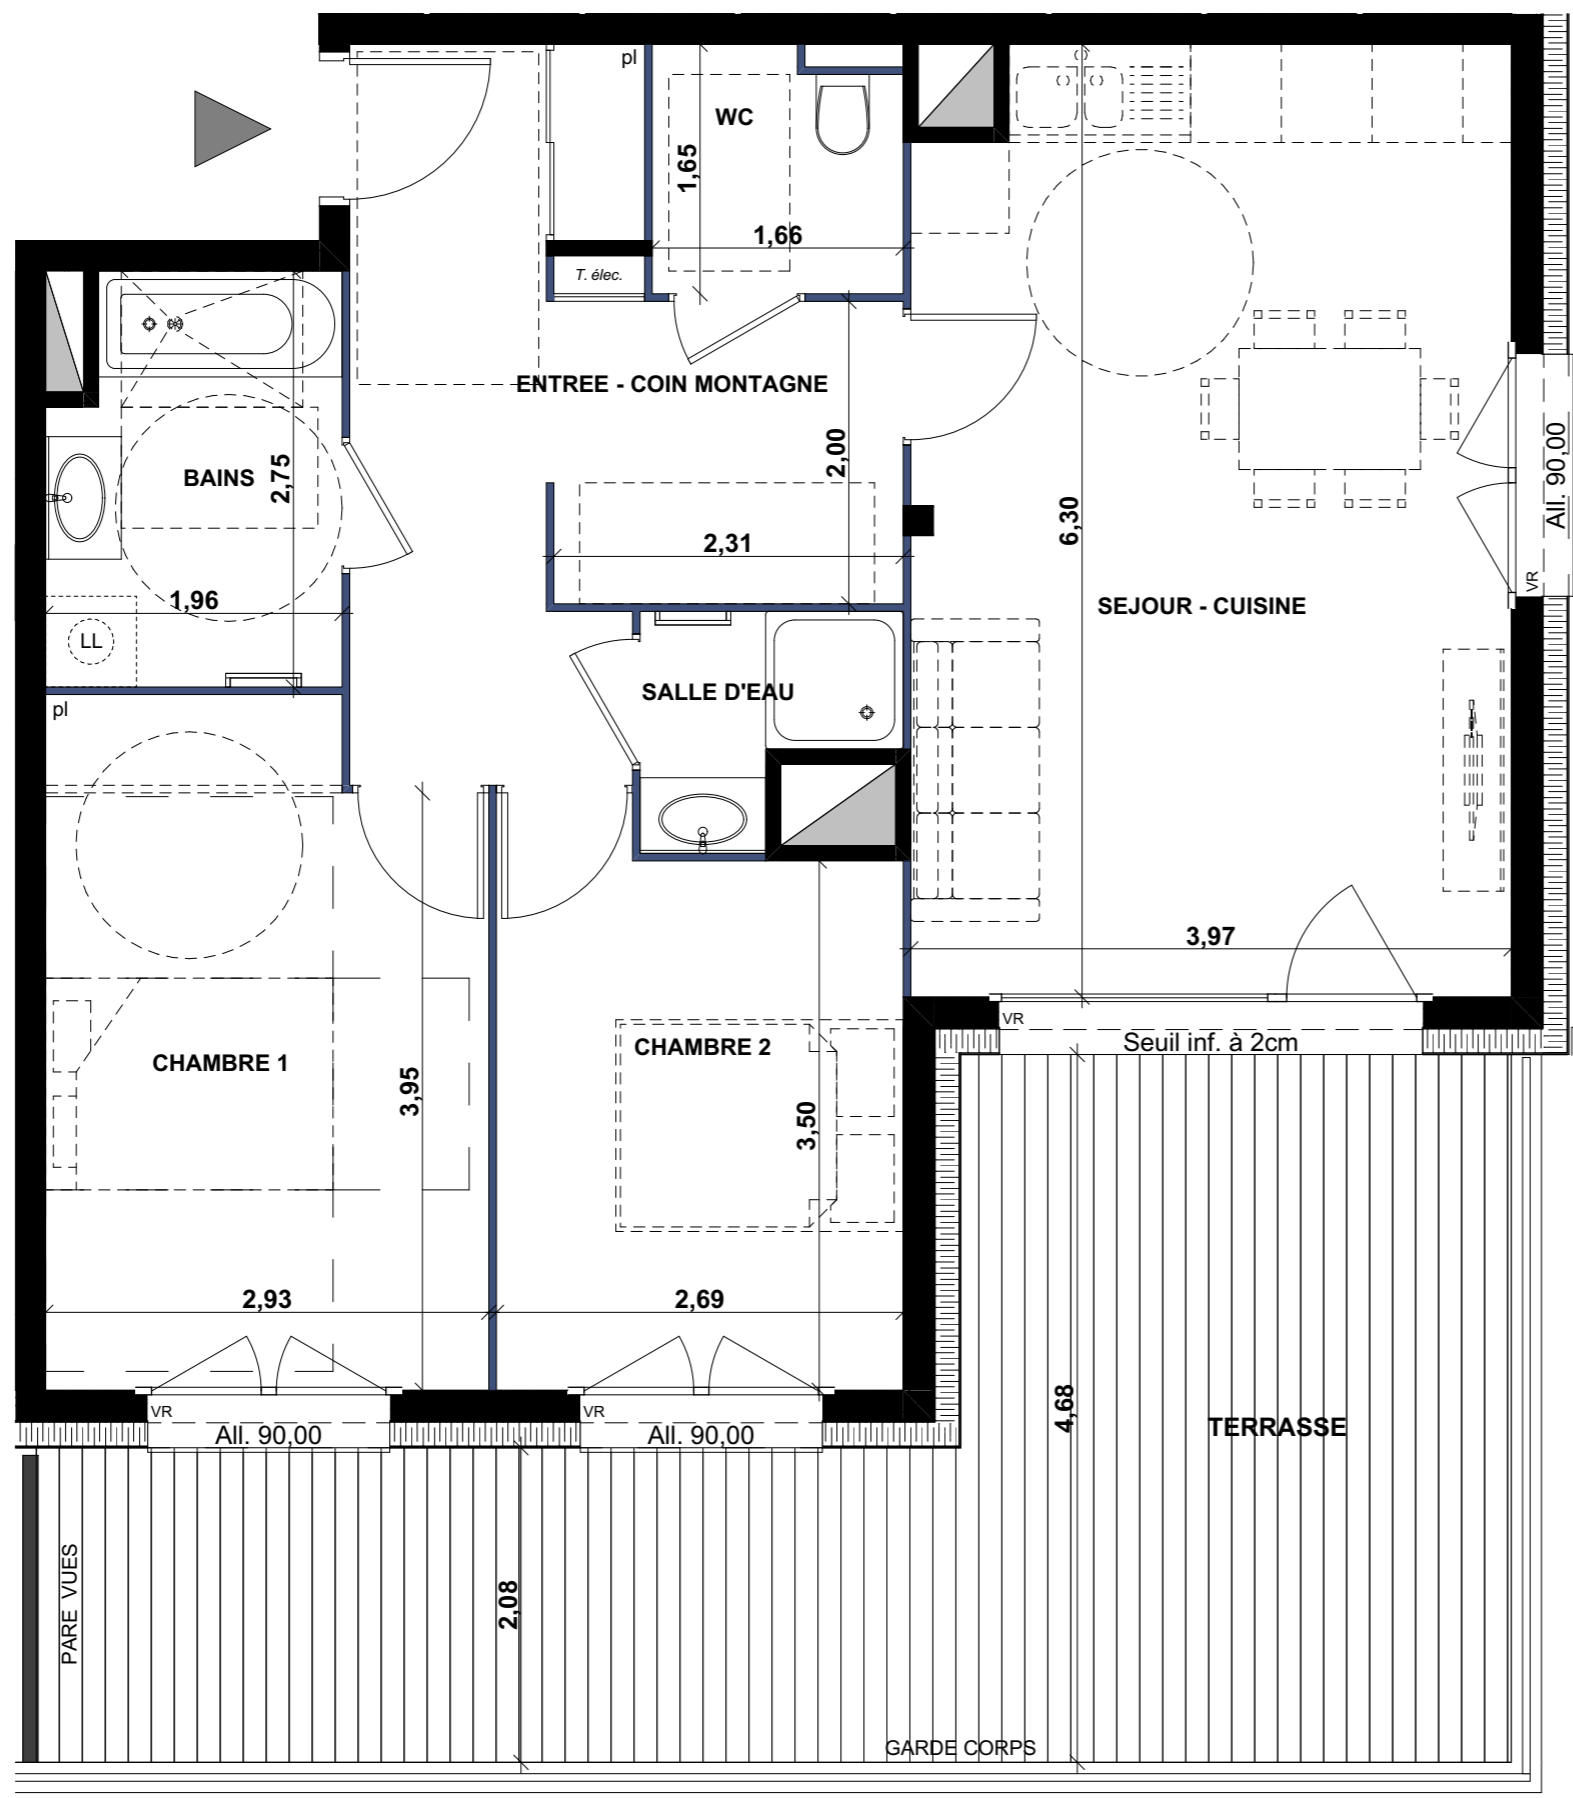 pl
WC
1,65
1,66
T. élec.
ENTREE - COIN MONTAGNE
BAINS
2,75
2,00
6,30
All. 90,00
VR
2,31
1,96
LL
SEJOUR - CUISINE
SALLE D'EAU
pl
3,97
VR
Seuil inf. à 2cm
CHAMBRE 1
3,95
CHAMBRE 2
3,50
2,93
2,69
VR
All. 90,00
VR
All. 90,00
4,68
TERRASSE
PARE VUES
2,08
GARDE CORPS